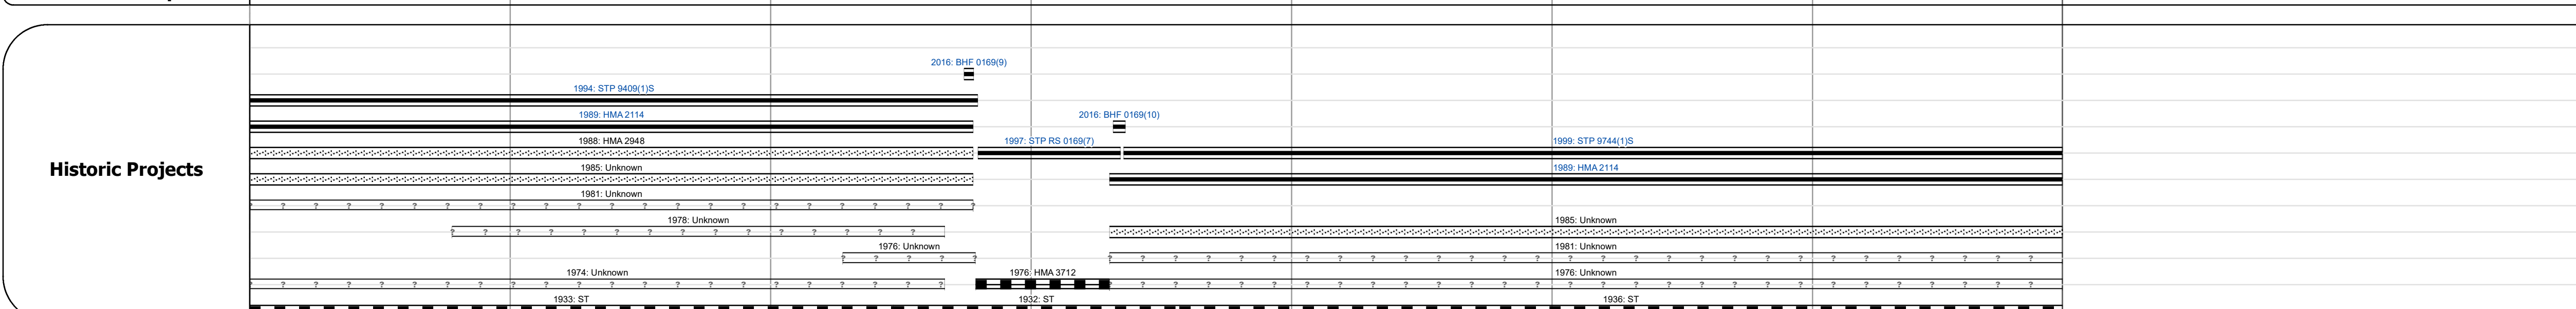 2016: BHF 0169(9)
1994: STP 9409(1)S
1989: HMA 2114
2016: BHF 0169(10)
1988: HMA 2948
1997: STP RS 0169(7)
1999: STP 9744(1)S
Historic Projects
1985: Unknown
1989: HMA 2114
1981: Unknown
? ? ? ? ? ? ? ? ? ? ? ? ? ? ? ? ? ? ? ? ? ? ?
1978: Unknown
1985: Unknown
? ? ? ? ? ? ? ? ? ? ? ? ? ? ?
1976: Unknown
1981: Unknown
? ? ? ? ? ? ? ? ? ? ? ? ? ? ? ? ? ? ? ? ? ? ? ? ? ? ? ? ? ? ? ? ? ?
1974: Unknown
1976: HMA 3712
1976: Unknown
? ? ? ? ? ? ? ? ? ? ? ? ? ? ? ? ? ? ? ? ? ? ? ? ? ? ? ? ? ? ? ? ? ? ? ? ? ? ? ? ? ? ? ? ? ? ? ? ? ? ?
1933: ST
1932: ST
1936: ST